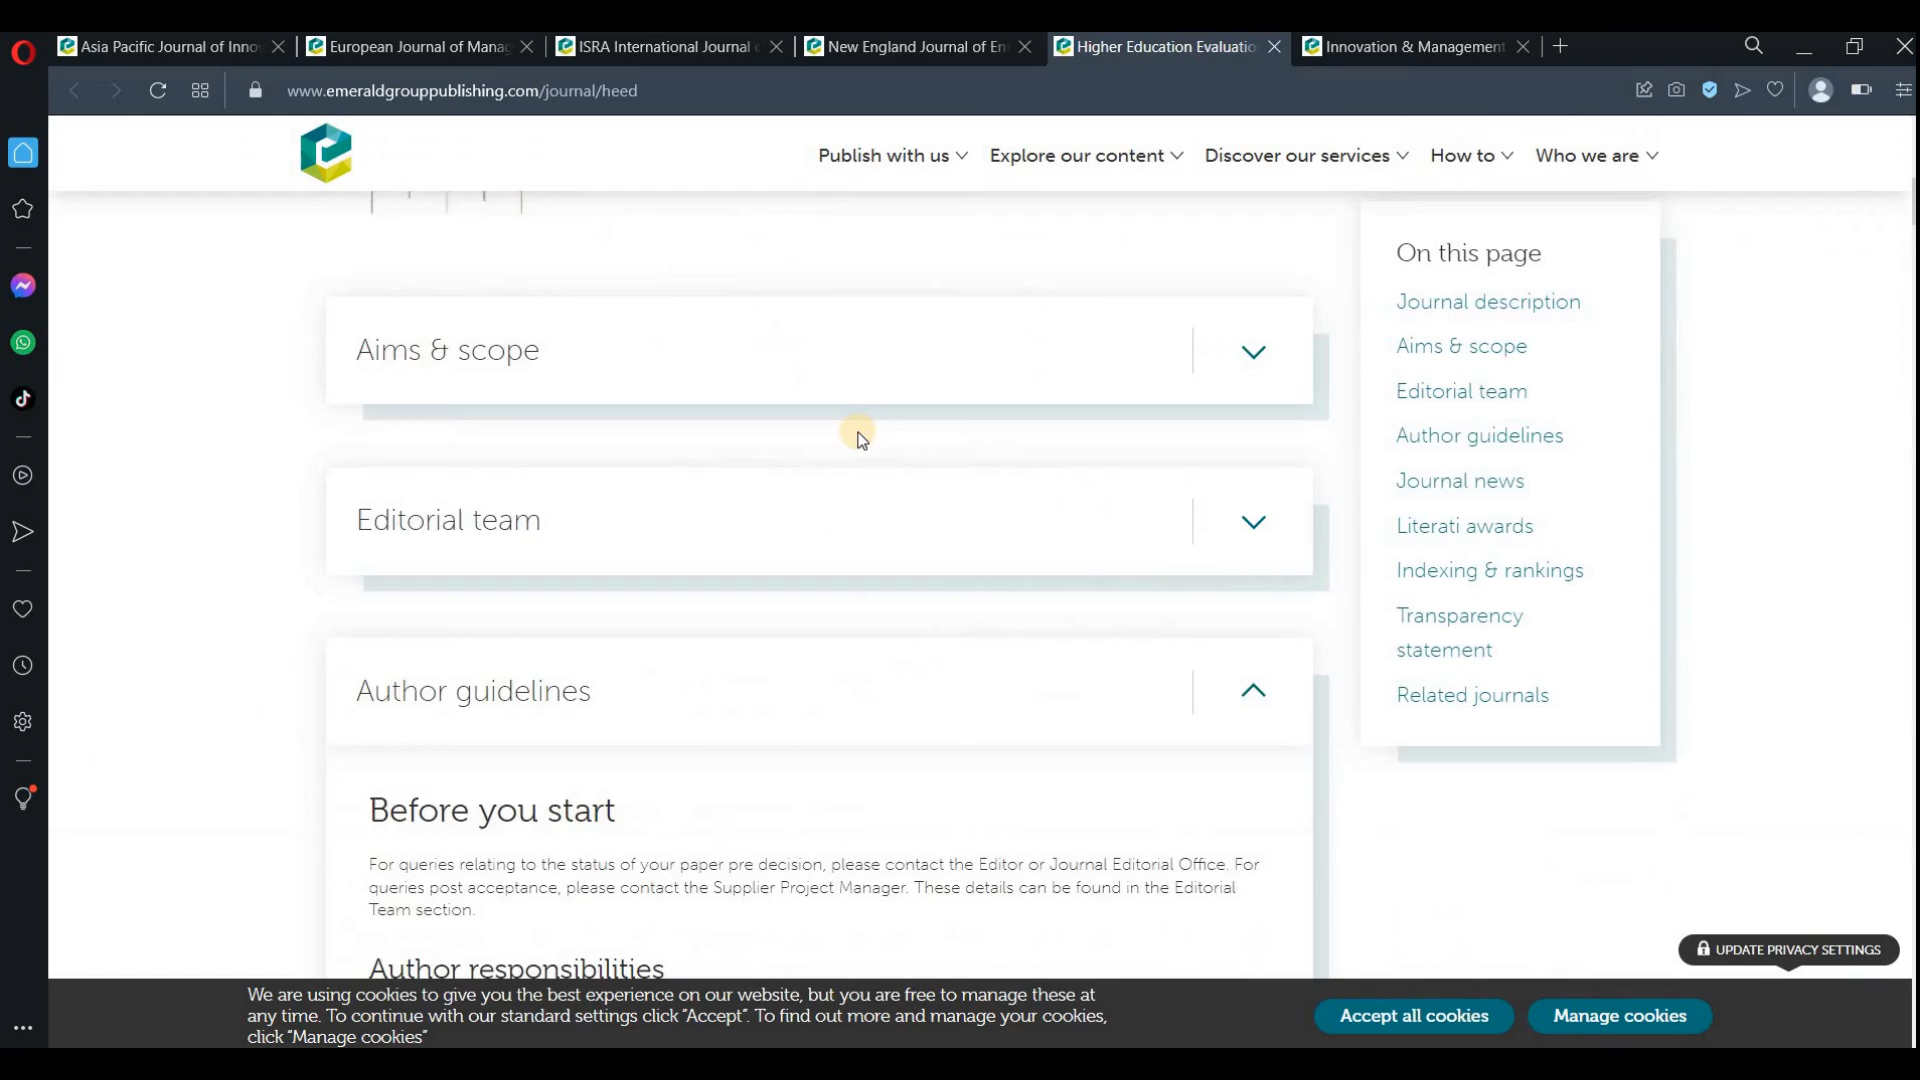 Asia Pacific Journal of Inno
European Journal of Mana
ISRA International Journal
New England Journal of En
Higher Education Evaluatio
Innovation & Management
www.emeraldgrouppublishing.com/journal/heed
Publish with us
Explore our content
Discover our services
How to
Who we are
Aims & scope
Editorial team
Author guidelines
Before you start
For queries relating to the status of your paper pre decision, please contact the Editor or Journal Editorial Office. For
queries post acceptance, please contact the Supplier Project Manager. These details can be found in the Editorial
Team section.
Author responsibilities
On this page
Journal description
Aims & scope
Editorial team
Author guidelines
Journal news
Literati awards
Indexing & rankings
Transparency
statement
Related journals
UPDATE PRIVACY SETTINGS
We are using cookies to give you the best experience on our website, but you are free to manage these at
any time. To continue with our standard settings click "Accept". To find out more and manage your cookies,
click "Manage cookies"
Accept all cookies
Manage cookies